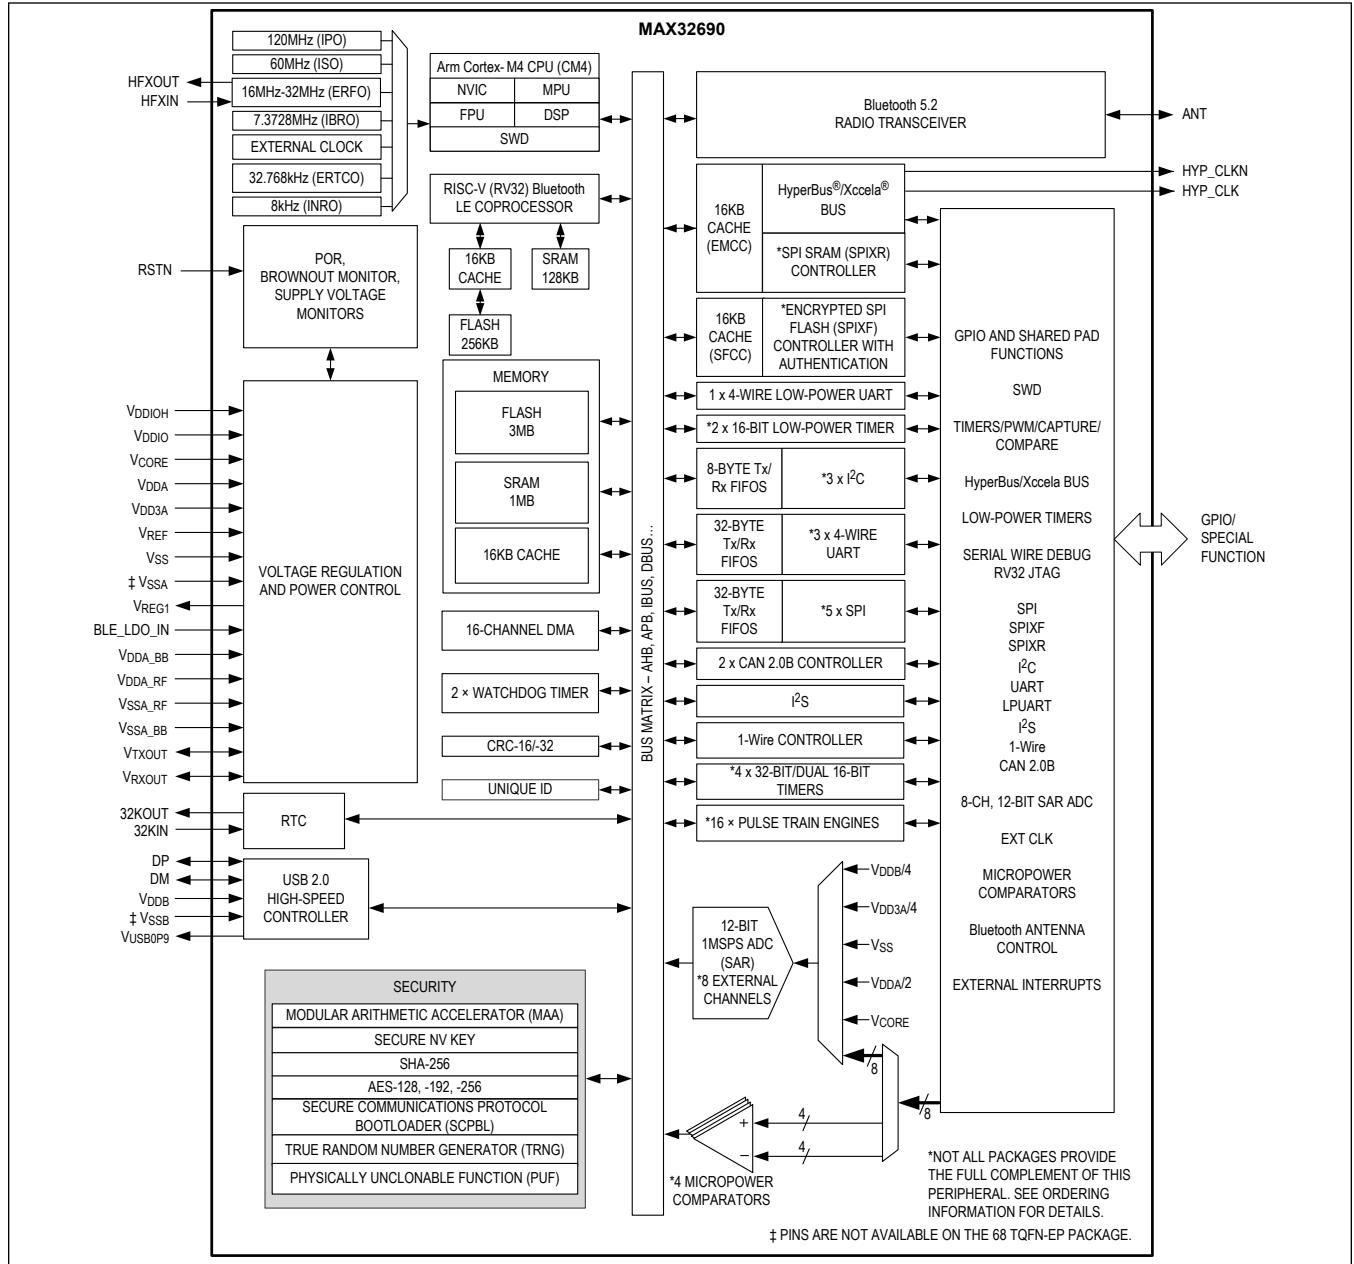 MAX32690
120MHz (IPO)
60MHz (ISO)
16MHz-32MHz (ERFO)
7.3728MHz (IBRO)
EXTERNAL CLOCK
32.768kHz (ERTCO)
8kHz (INRO)
HFXOUT
HFXIN
Arm Cortex- M4 CPU (CM4)
NVIC
MPU
FPU
DSP
SWD
RISC-V (RV32) Bluetooth
LE COPROCESSOR
16KB
CACHE
SRAM
128KB
FLASH
256KB
RSTN
POR,
BROWNOUT MONITOR,
SUPPLY VOLTAGE
MONITORS
VDDIOH
VDDIO
VCORE
VDDA
VDD3A
VREF
VSS
‡ VSSA
VREG1
BLE_LDO_IN
VDDA_BB
VDDA_RF
VSSA_RF
VSSA_BB
VTXOUT
VRXOUT
VOLTAGE REGULATION
AND POWER CONTROL
MEMORY
FLASH
3MB
SRAM
1MB
16KB CACHE
16-CHANNEL DMA
2 × WATCHDOG TIMER
CRC-16/-32
UNIQUE ID
32KOUT
32KIN
RTC
DP
DM
VDDB
‡ VSSB
VUSB0P9
USB 2.0
HIGH-SPEED
CONTROLLER
SECURITY
MODULAR ARITHMETIC ACCELERATOR (MAA)
SECURE NV KEY
SHA-256
AES-128, -192, -256
SECURE COMMUNICATIONS PROTOCOL
BOOTLOADER (SCPBL)
TRUE RANDOM NUMBER GENERATOR (TRNG)
PHYSICALLY UNCLONABLE FUNCTION (PUF)
BUS MATRIX – AHB, APB, IBUS, DBUS…
Bluetooth 5.2
RADIO TRANSCEIVER
ANT
HYP_CLKN
HYP_CLK
16KB
CACHE
(EMCC)
HyperBus®/Xccela®
BUS
*SPI SRAM (SPIXR)
CONTROLLER
16KB
CACHE
(SFCC)
*ENCRYPTED SPI
FLASH (SPIXF)
CONTROLLER WITH
AUTHENTICATION
1 x 4-WIRE LOW-POWER UART
*2 x 16-BIT LOW-POWER TIMER
8-BYTE Tx/
Rx FIFOS
*3 x I2C
32-BYTE
Tx/Rx
FIFOS
*3 x 4-WIRE
UART
32-BYTE
Tx/Rx
FIFOS
*5 x SPI
2 x CAN 2.0B CONTROLLER
I2S
1-Wire CONTROLLER
*4 x 32-BIT/DUAL 16-BIT
TIMERS
*16 × PULSE TRAIN ENGINES
GPIO AND SHARED PAD
FUNCTIONS
SWD
TIMERS/PWM/CAPTURE/
COMPARE
HyperBus/Xccela BUS
LOW-POWER TIMERS
SERIAL WIRE DEBUG
RV32 JTAG
SPI
SPIXF
SPIXR
I2C
UART
LPUART
I2S
1-Wire
CAN 2.0B
8-CH, 12-BIT SAR ADC
EXT CLK
MICROPOWER
COMPARATORS
Bluetooth ANTENNA
CONTROL
EXTERNAL INTERRUPTS
GPIO/
SPECIAL
FUNCTION
12-BIT
1MSPS ADC
(SAR)
*8 EXTERNAL
CHANNELS
VDDB/4
VDD3A/4
VSS
VDDA/2
VCORE
8
8
4
4
+
–
*4 MICROPOWER
COMPARATORS
*NOT ALL PACKAGES PROVIDE
THE FULL COMPLEMENT OF THIS
PERIPHERAL. SEE ORDERING
INFORMATION FOR DETAILS.
‡ PINS ARE NOT AVAILABLE ON THE 68 TQFN-EP PACKAGE.